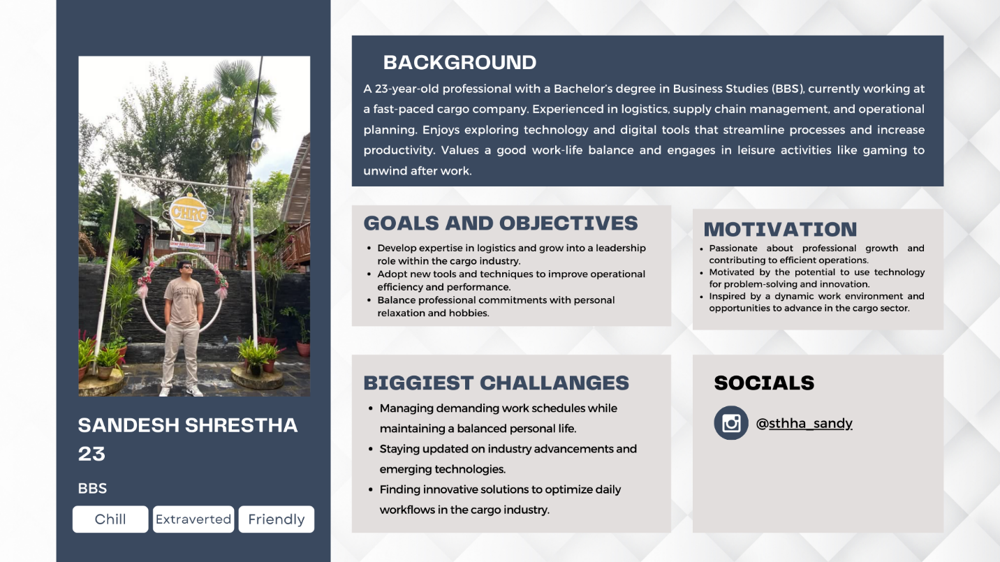 CHRG
SANDESH SHRESTHA
23
BBS
Chill
Extraverted
Friendly
BACKGROUND
A 23-year-old professional with a Bachelor's degree in Business Studies (BBS), currently working at
a fast-paced cargo company. Experienced in logistics, supply chain management, and operational
planning. Enjoys exploring technology and digital tools that streamline processes and increase
productivity. Values a good work-life balance and engages in leisure activities like gaming to
unwind after work.
GOALS AND OBJECTIVES
• Develop expertise in logistics and grow into a leadership
role within the cargo industry.
• Adopt new tools and techniques to improve operational
efficiency and performance.
• Balance professional commitments with personal
relaxation and hobbies.
MOTIVATION
• Passionate about professional growth and
contributing to efficient operations.
• Motivated by the potential to use technology
for problem-solving and innovation.
• Inspired by a dynamic work environment and
opportunities to advance in the cargo sector.
BIGGIEST CHALLANGES
• Managing demanding work schedules while
maintaining a balanced personal life.
• Staying updated on industry advancements and
emerging technologies.
• Finding innovative solutions to optimize daily
workflows in the cargo industry.
SOCIALS
@sthha_sandy